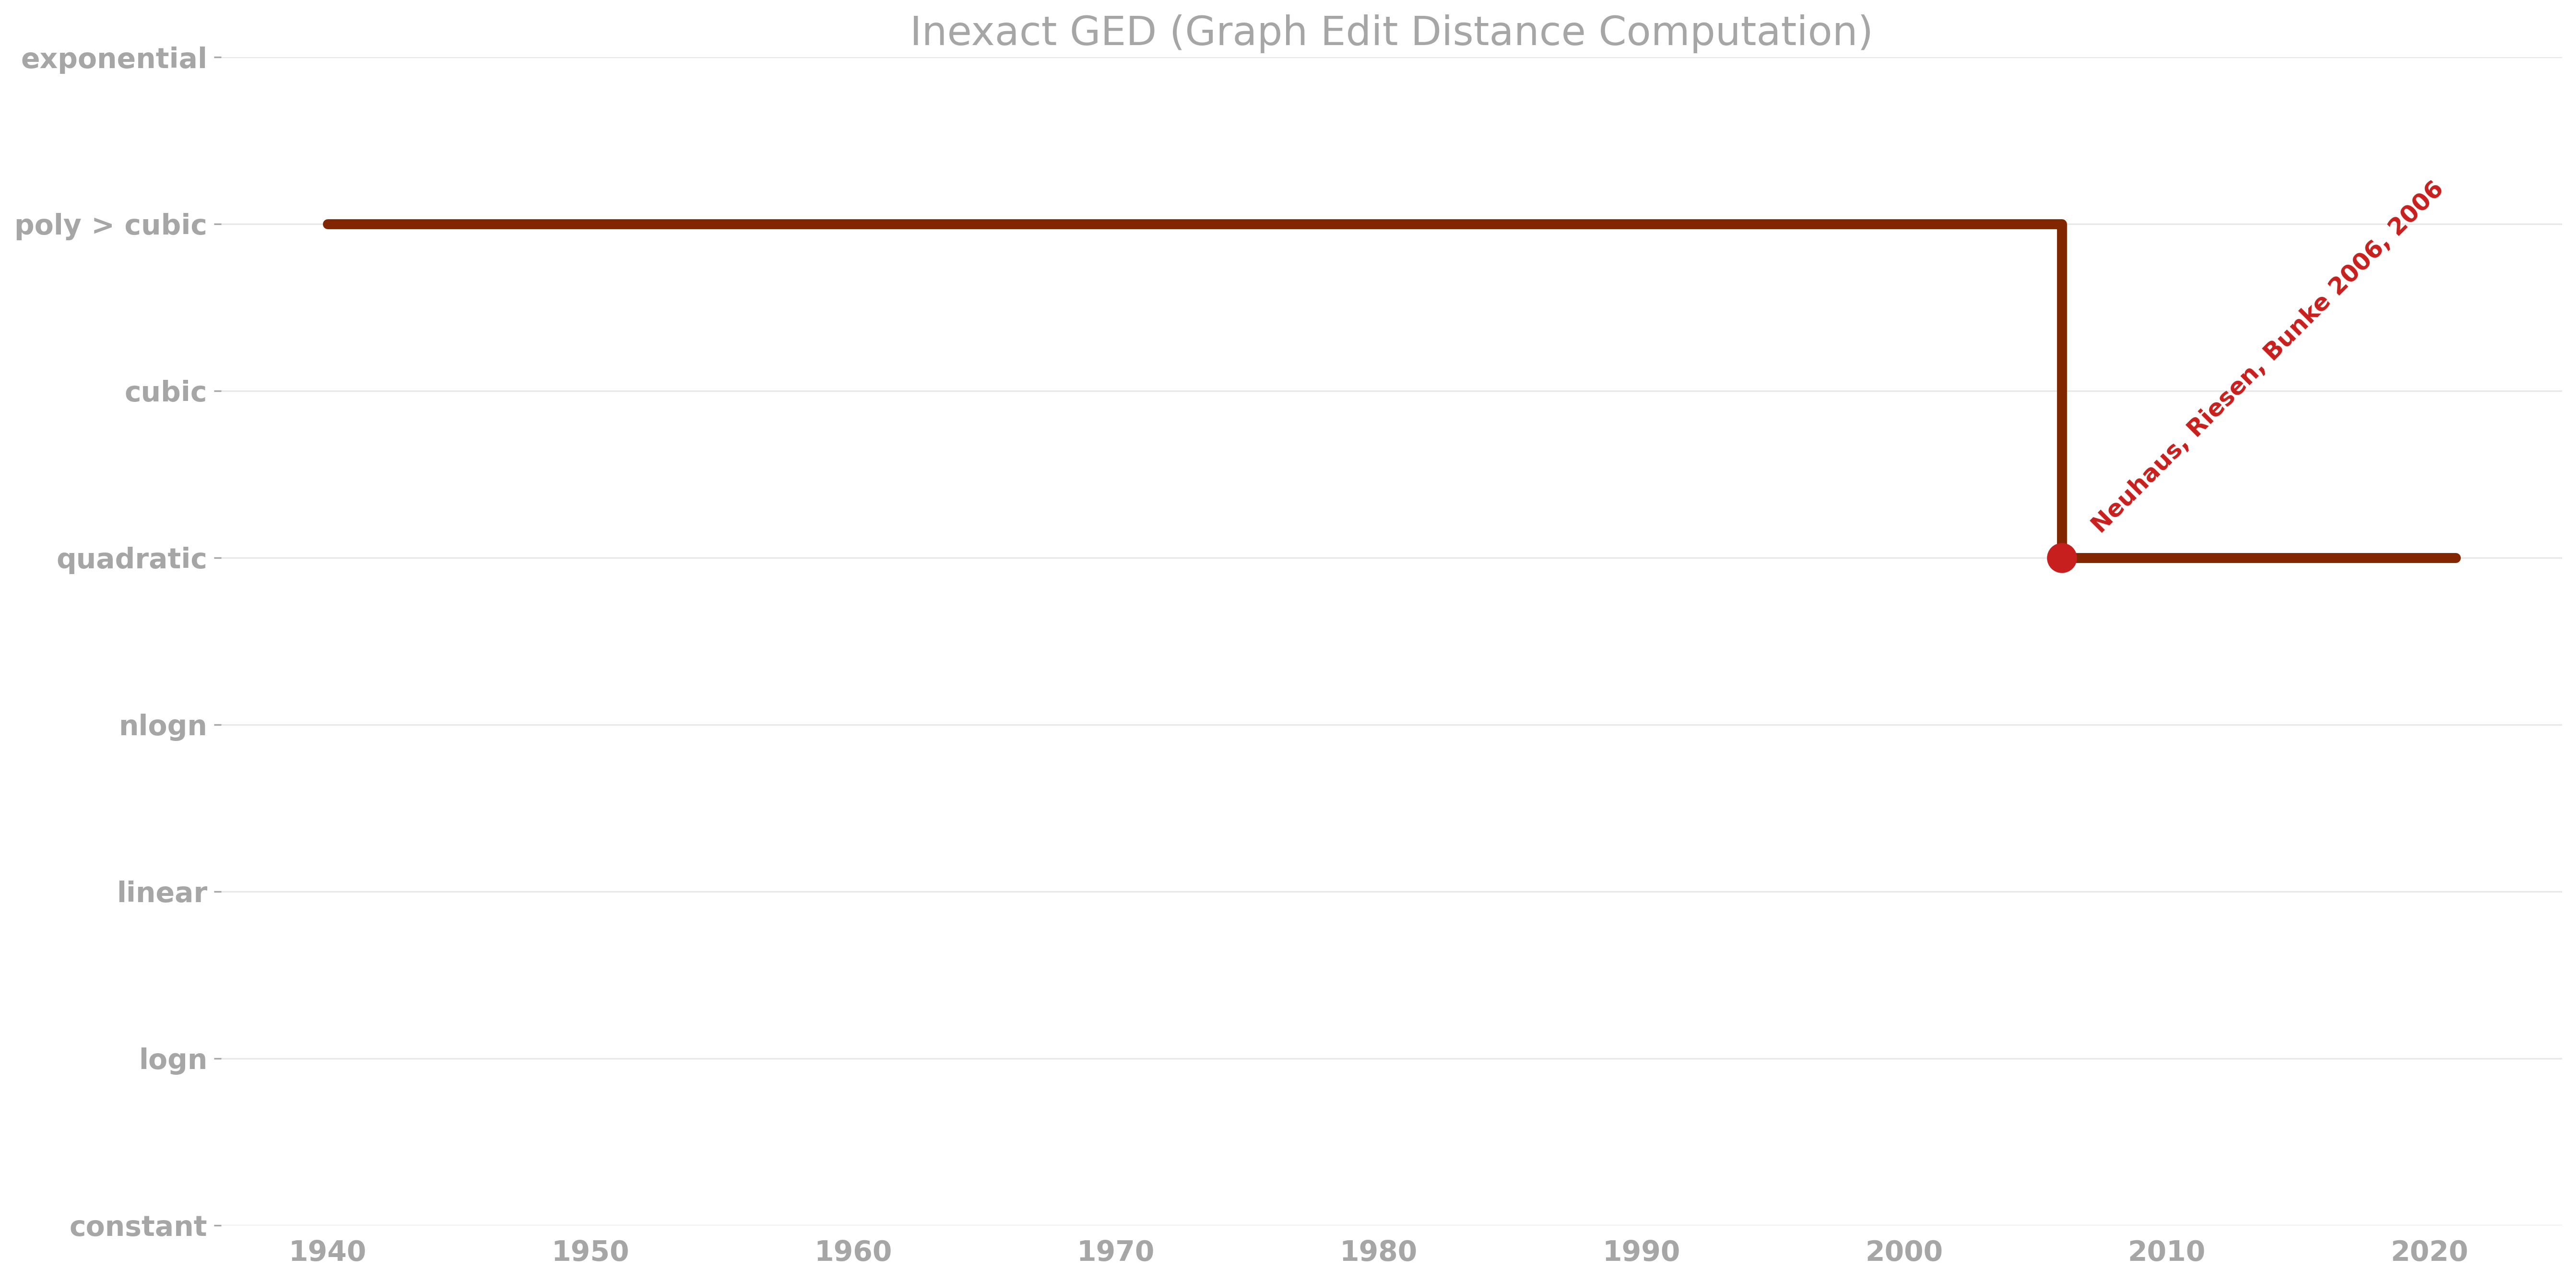 Inexact GED (Graph Edit Distance Computation)
exponential
poly > cubic
cubic
quadratic
nlogn
linear
logn
constant
Neuhaus, Riesen, Bunke 2006, 2006
1940 1950 1960 1970 1980 1990 2000 2010 2020